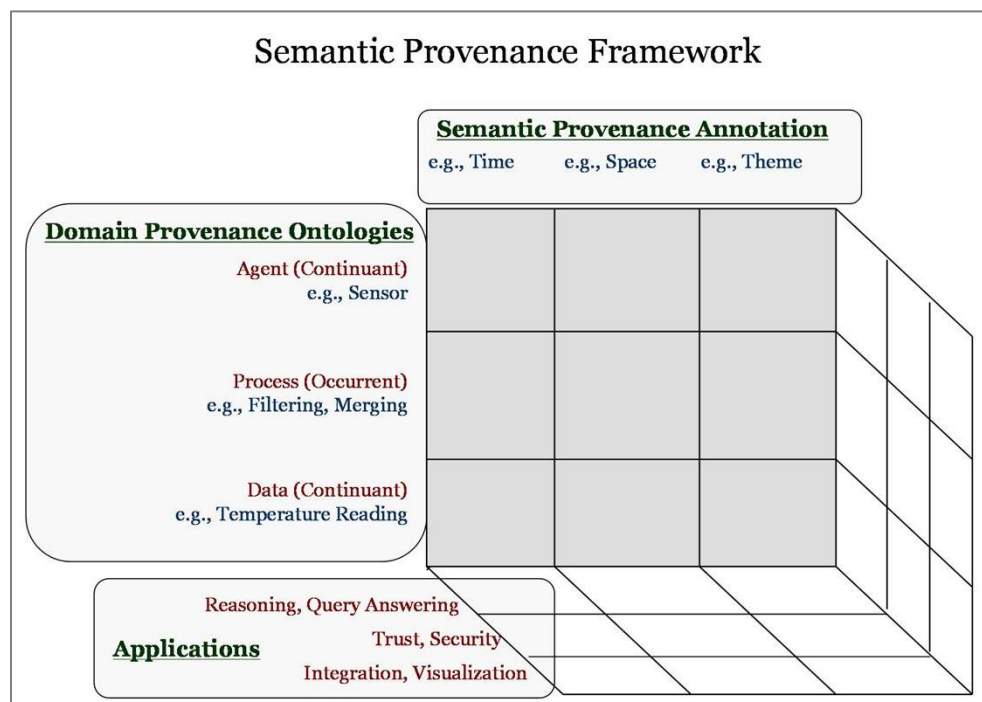 Semantic Provenance Framework
Semantic Provenance Annotation
e.g., Time e.g., Space e.g., Theme
Domain Provenance Ontologies
Agent (Continuant)
e.g., Sensor
Process (Occurrent)
e.g., Filtering, Merging
Data (Continuant)
e.g., Temperature Reading
Reasoning, Query Answering
Trust, Security
Applications
Integration, Visualization